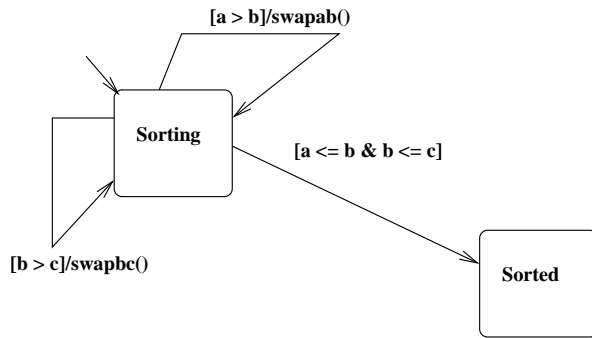 [a > b]/swapab()
Sorting
[a <= b & b <= c]
[b > c]/swapbc()
Sorted